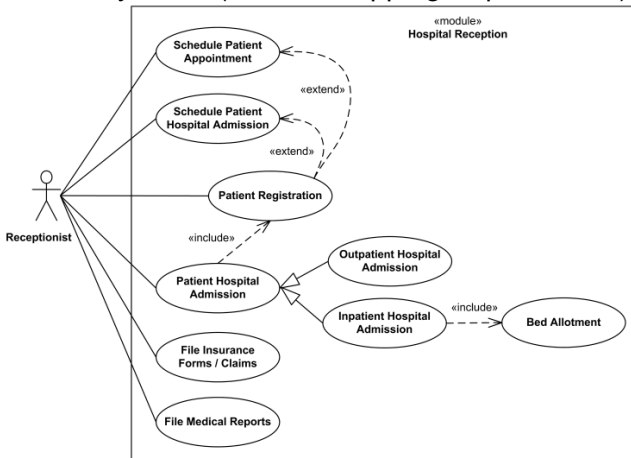 «module»
Hospital Reception
Schedule Patient
Appointment
«extend»
Schedule Patient
Hospital Admission
«extend»
Patient Registration
Receptionist
«include»
Outpatient Hospital
Admission
Patient Hospital
Admission
Inpatient Hospital
Admission
«include»
Bed Allotment
File Insurance
Forms / Claims
File Medical Reports